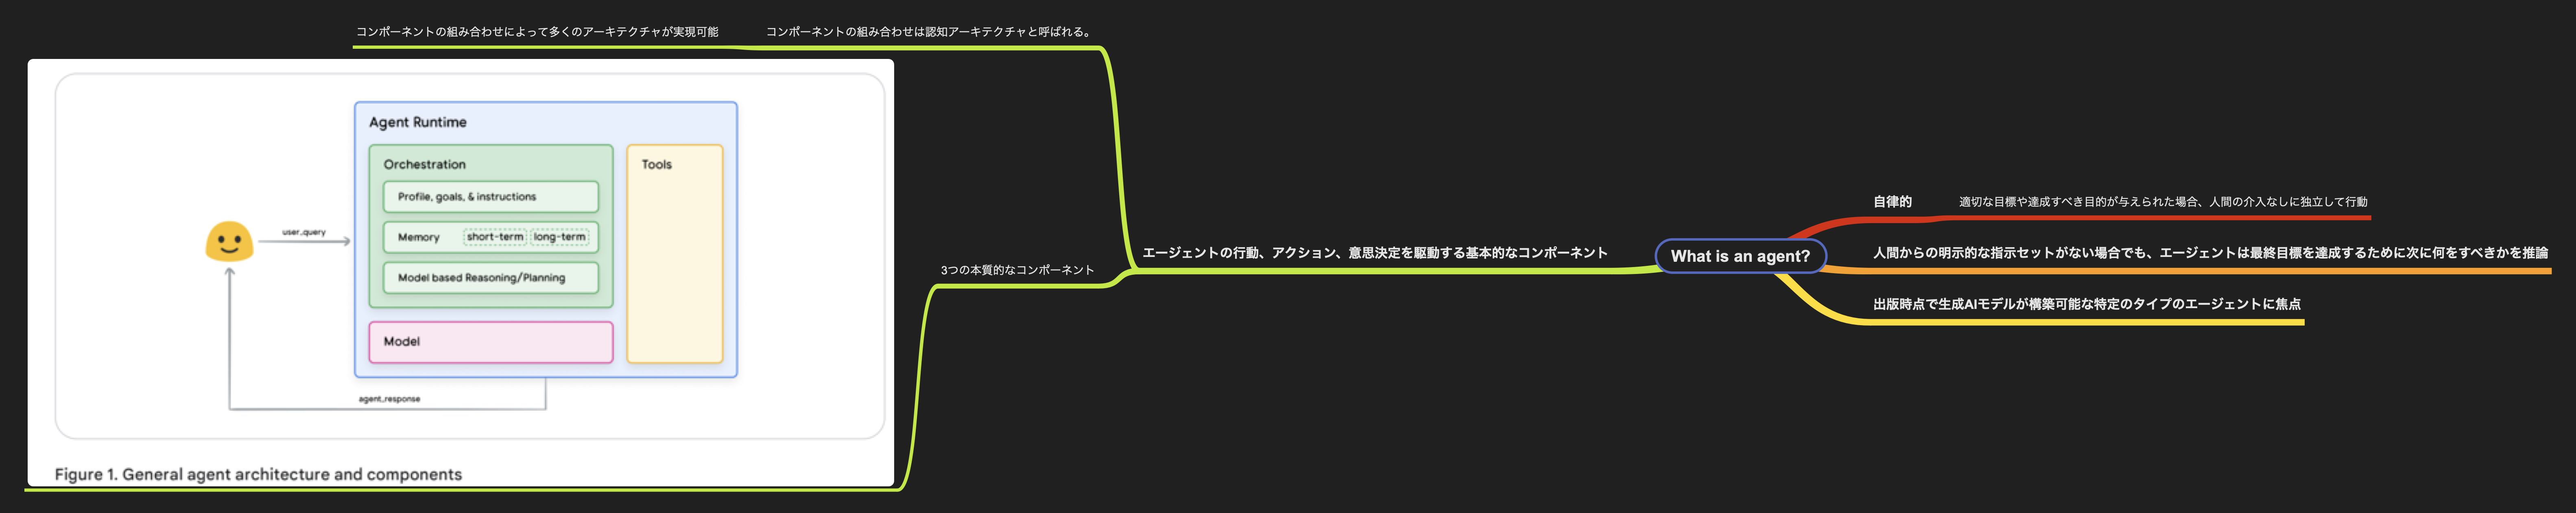 コンポーネントの組み合わせによって多くのアーキテクチャが実現可能
コンポーネントの組み合わせは認知アーキテクチャと呼ばれる。
Agent Runtime
Orchestration
Profile, goals, & instructions
Memory
short-term
long-term
Model based Reasoning/Planning
Tools
Model
user_query
agent_response
Figure 1. General agent architecture and components
3つの本質的なコンポーネント
エージェントの行動、アクション、意思決定を駆動する基本的なコンポーネント
What is an agent?
自律的
適切な目標や達成すべき目的が与えられた場合、人間の介入なしに独立して行動
人間からの明示的な指示セットがない場合でも、エージェントは最終目標を達成するために次に何をすべきかを推論
出版時点で生成AIモデルが構築可能な特定のタイプのエージェントに焦点